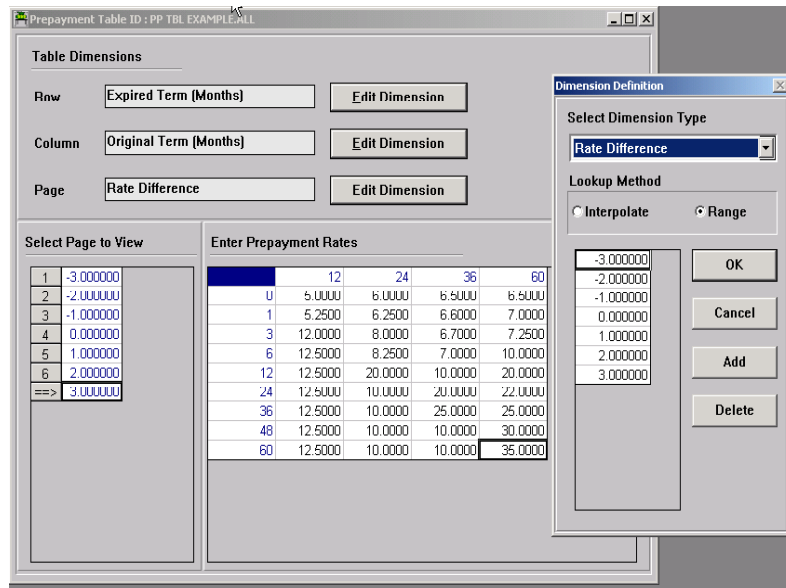 Prepayment Table ID : PP TBL EXAMPLE.ALL
Table Dimensions
Row Expired Term (Months) Edit Dimension
Column Original Term (Months) Edit Dimension
Page Rate Difference Edit Dimension
Select Page to View
1 -3.000000
2 -2.000000
3 -1.000000
4 0.000000
5 1.000000
6 2.000000
==> 3.000000
Enter Prepayment Rates
12 24 36 60
0 5.0000 6.0000 6.5000 6.5000
1 5.2500 6.2500 6.6000 7.0000
3 12.0000 8.0000 6.7000 7.2500
6 12.5000 8.2500 7.0000 10.0000
12 12.5000 20.0000 10.0000 20.0000
24 12.5000 10.0000 20.0000 22.0000
36 12.5000 10.0000 25.0000 25.0000
48 12.5000 10.0000 10.0000 30.0000
60 12.5000 10.0000 10.0000 35.0000
Dimension Definition
Select Dimension Type
Rate Difference
Lookup Method
Interpolate Range
-3.000000
-2.000000
-1.000000
0.000000
1.000000
2.000000
3.000000
OK
Cancel
Add
Delete